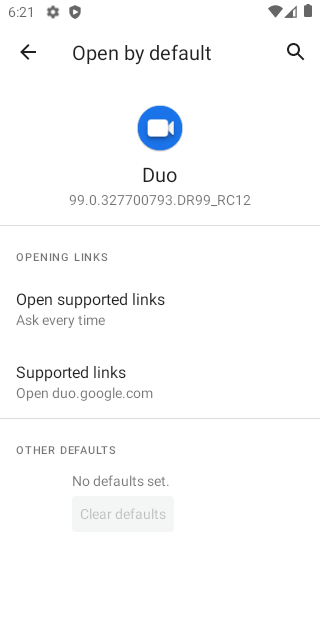 6:21
Open by default
Duo
99.0.327700793.DR99_RC12
OPENING LINKS
Open supported links
Ask every time
Supported links
Open duo.google.com
OTHER DEFAULTS
No defaults set.
Clear defaults